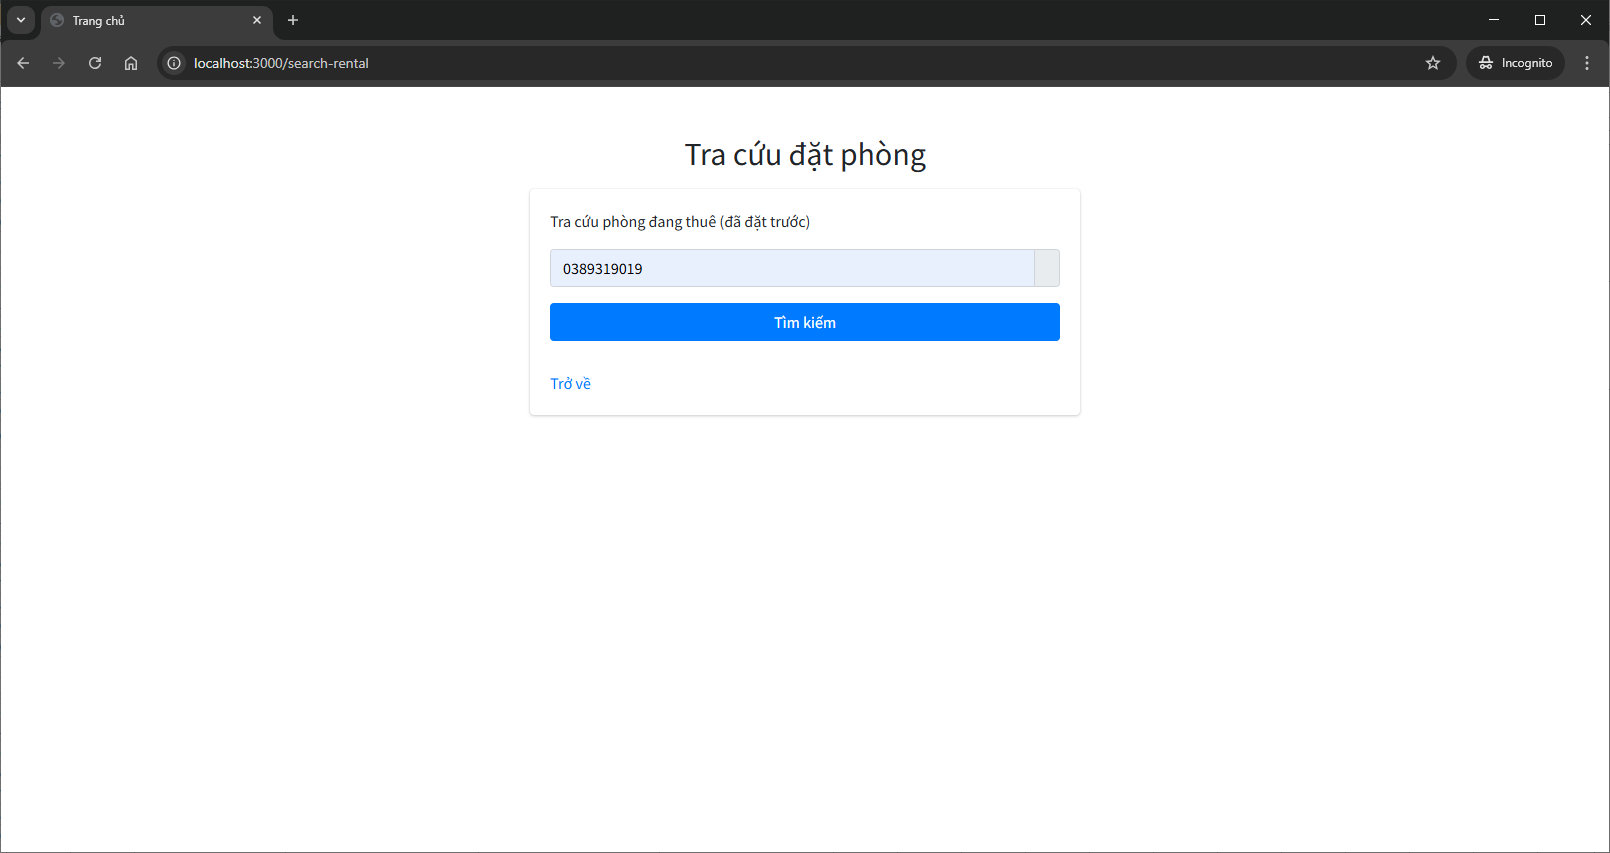 Trang chủ
localhost:3000/search-rental
Incognito
Tra cứu đặt phòng
Tra cứu phòng đang thuê (đã đặt trước)
0389319019
Tìm kiếm
Trở về